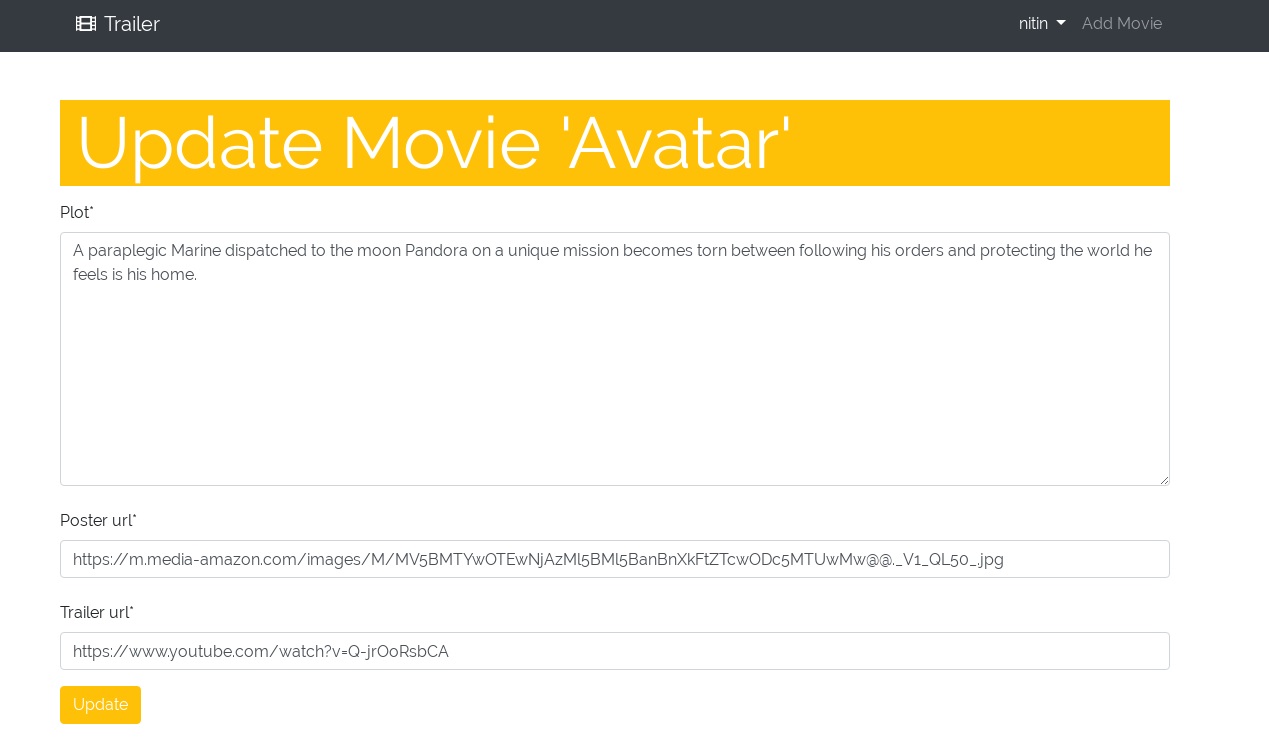 Trailer
nitin
Add Movie
Update Movie 'Avatar'
Plot*
A paraplegic Marine dispatched to the moon Pandora on a unique mission becomes torn between following his orders and protecting the world he
feels is his home.
Poster url*
https://m.media-amazon.com/images/M/MV5BMTYwOTEwNjAzMl5BMl5BanBnXkFtZTcwODc5MTUwMw@@._V1_QL50_.jpg
Trailer url*
https://www.youtube.com/watch?v=Q-jrOoRsbCA
Update